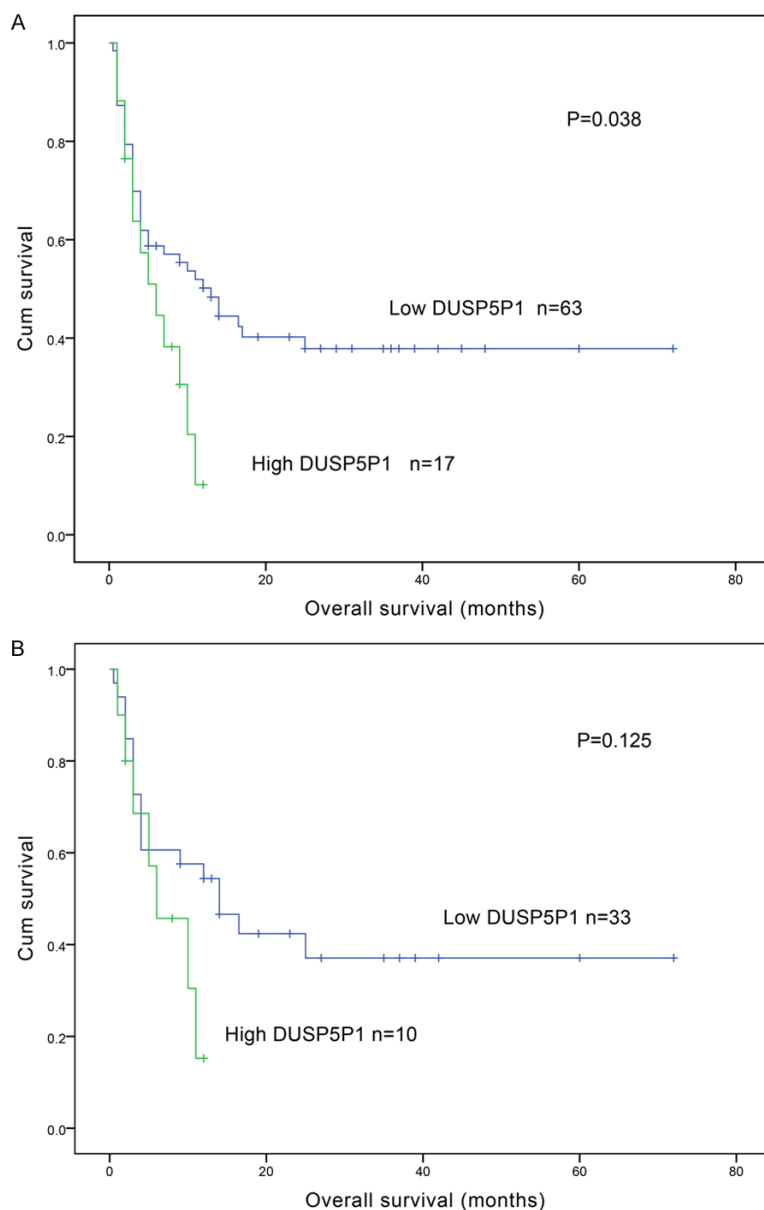 A
1.0
P=0.038
0.8
0.6
Cum survival
Low DUSP5P1 n=63
0.4
0.2
High DUSP5P1 n=17
0.0
0 20 40 60 80
Overall survival (months)
B
1.0
P=0.125
0.8
0.6
Cum survival
Low DUSP5P1 n=33
0.4
High DUSP5P1 n=10
0.2
0.0
0 20 40 60 80
Overall survival (months)